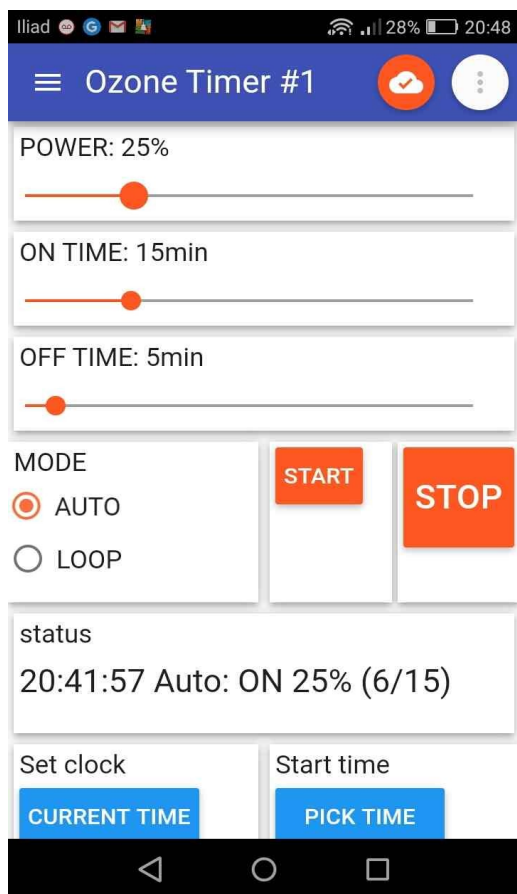 Iliad 28% 20:48
Ozone Timer #1
POWER: 25%
ON TIME: 15min
OFF TIME: 5min
MODE
AUTO
LOOP
START
STOP
status
20:41:57 Auto: ON 25% (6/15)
Set clock
CURRENT TIME
Start time
PICK TIME